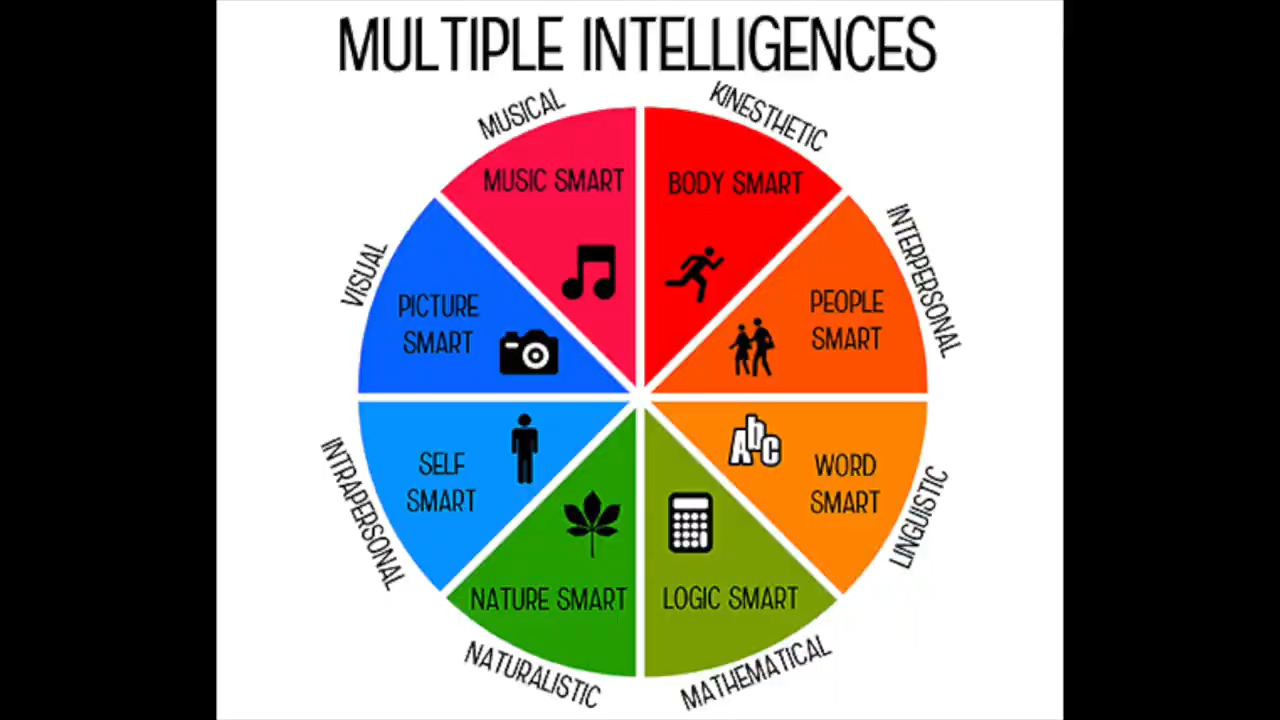 MULTIPLE INTELLIGENCES
MUSICAL
KINESTHETIC
MUSIC SMART
BODY SMART
VISUAL
INTERPERSONAL
PICTURE
SMART
PEOPLE
SMART
Abc
INTRAPERSONAL
SELF
SMART
WORD
SMART
LINGUISTIC
NATURE SMART
LOGIC SMART
NATURALISTIC
MATHEMATICAL